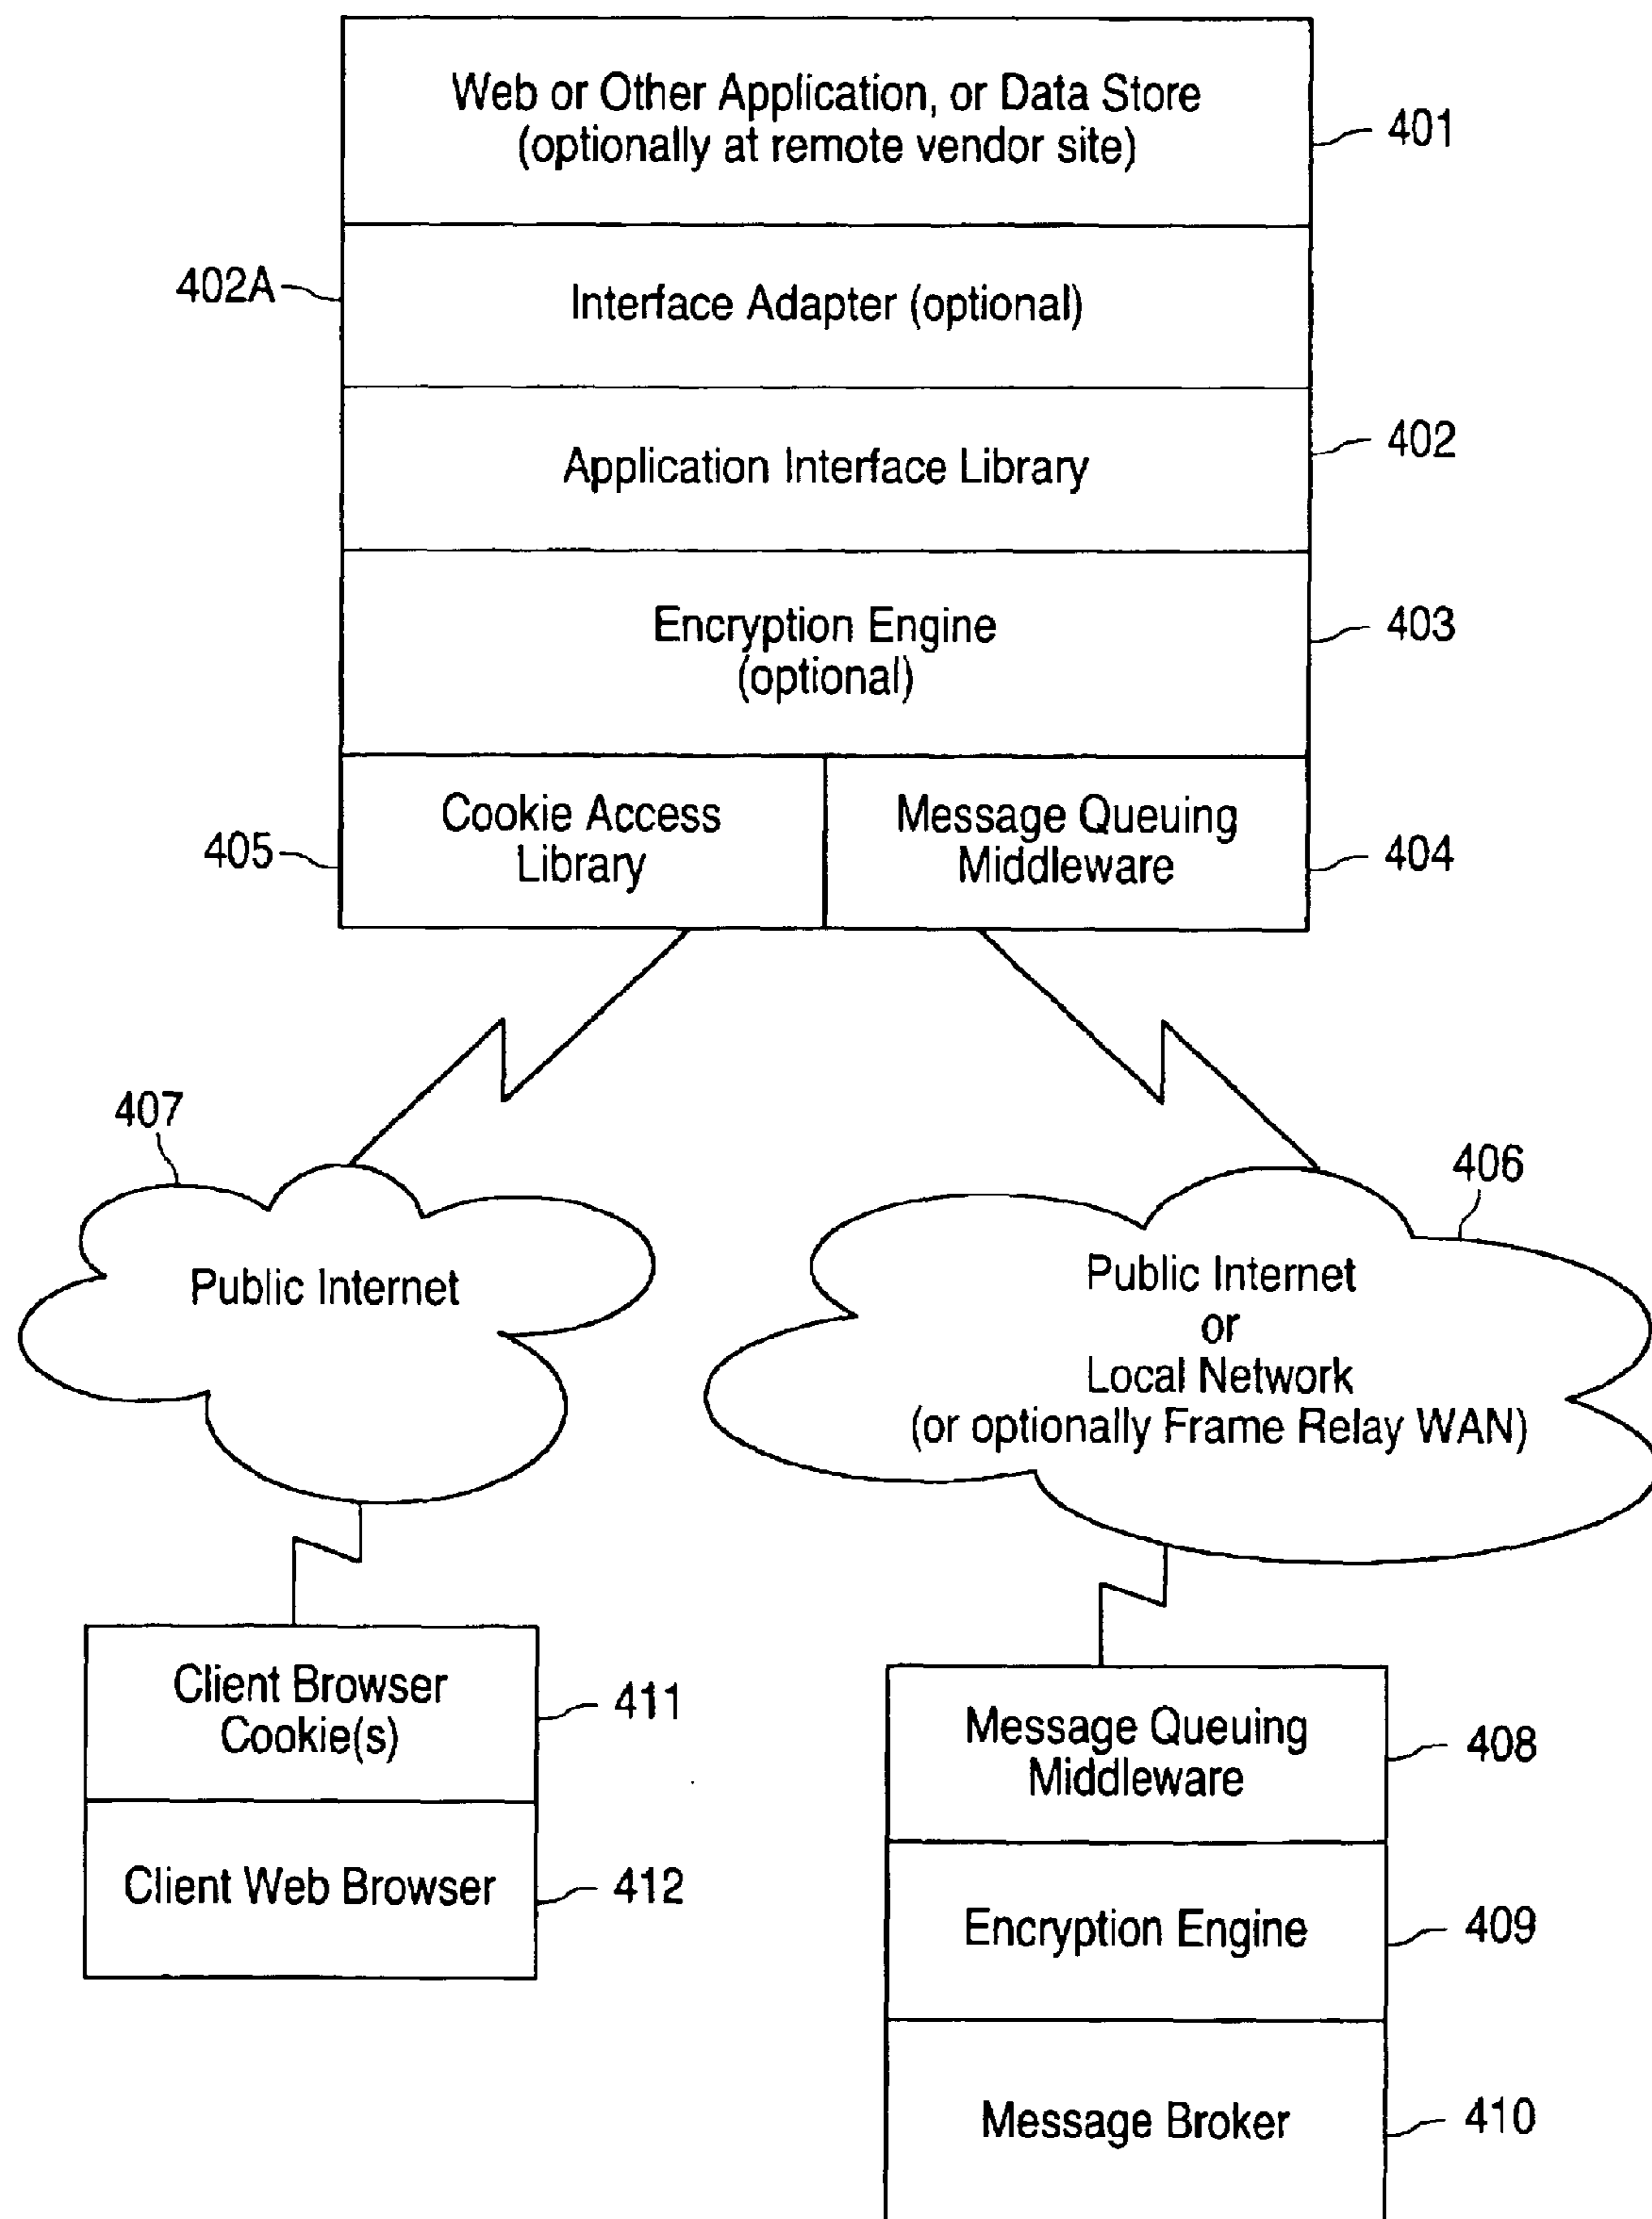 Web or Other Application, or Data Store
(optionally at remote vendor site)
401
402A
Interface Adapter (optional)
Application Interface Library
402
Encryption Engine
(optional)
403
405
Cookie Access
Library
Message Queuing
Middleware
404
407
Public Internet
406
Public Internet
or
Local Network
(or optionally Frame Relay WAN)
Client Browser
Cookie(s)
411
Client Web Browser
412
Message Queuing
Middleware
408
Encryption Engine
409
Message Broker
410